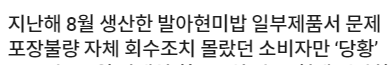 지난해 8월 생산한 발아현미밥 일부제품서 문제
포장불량 자체 회수조치 몰랐던 소비자만 '당황'